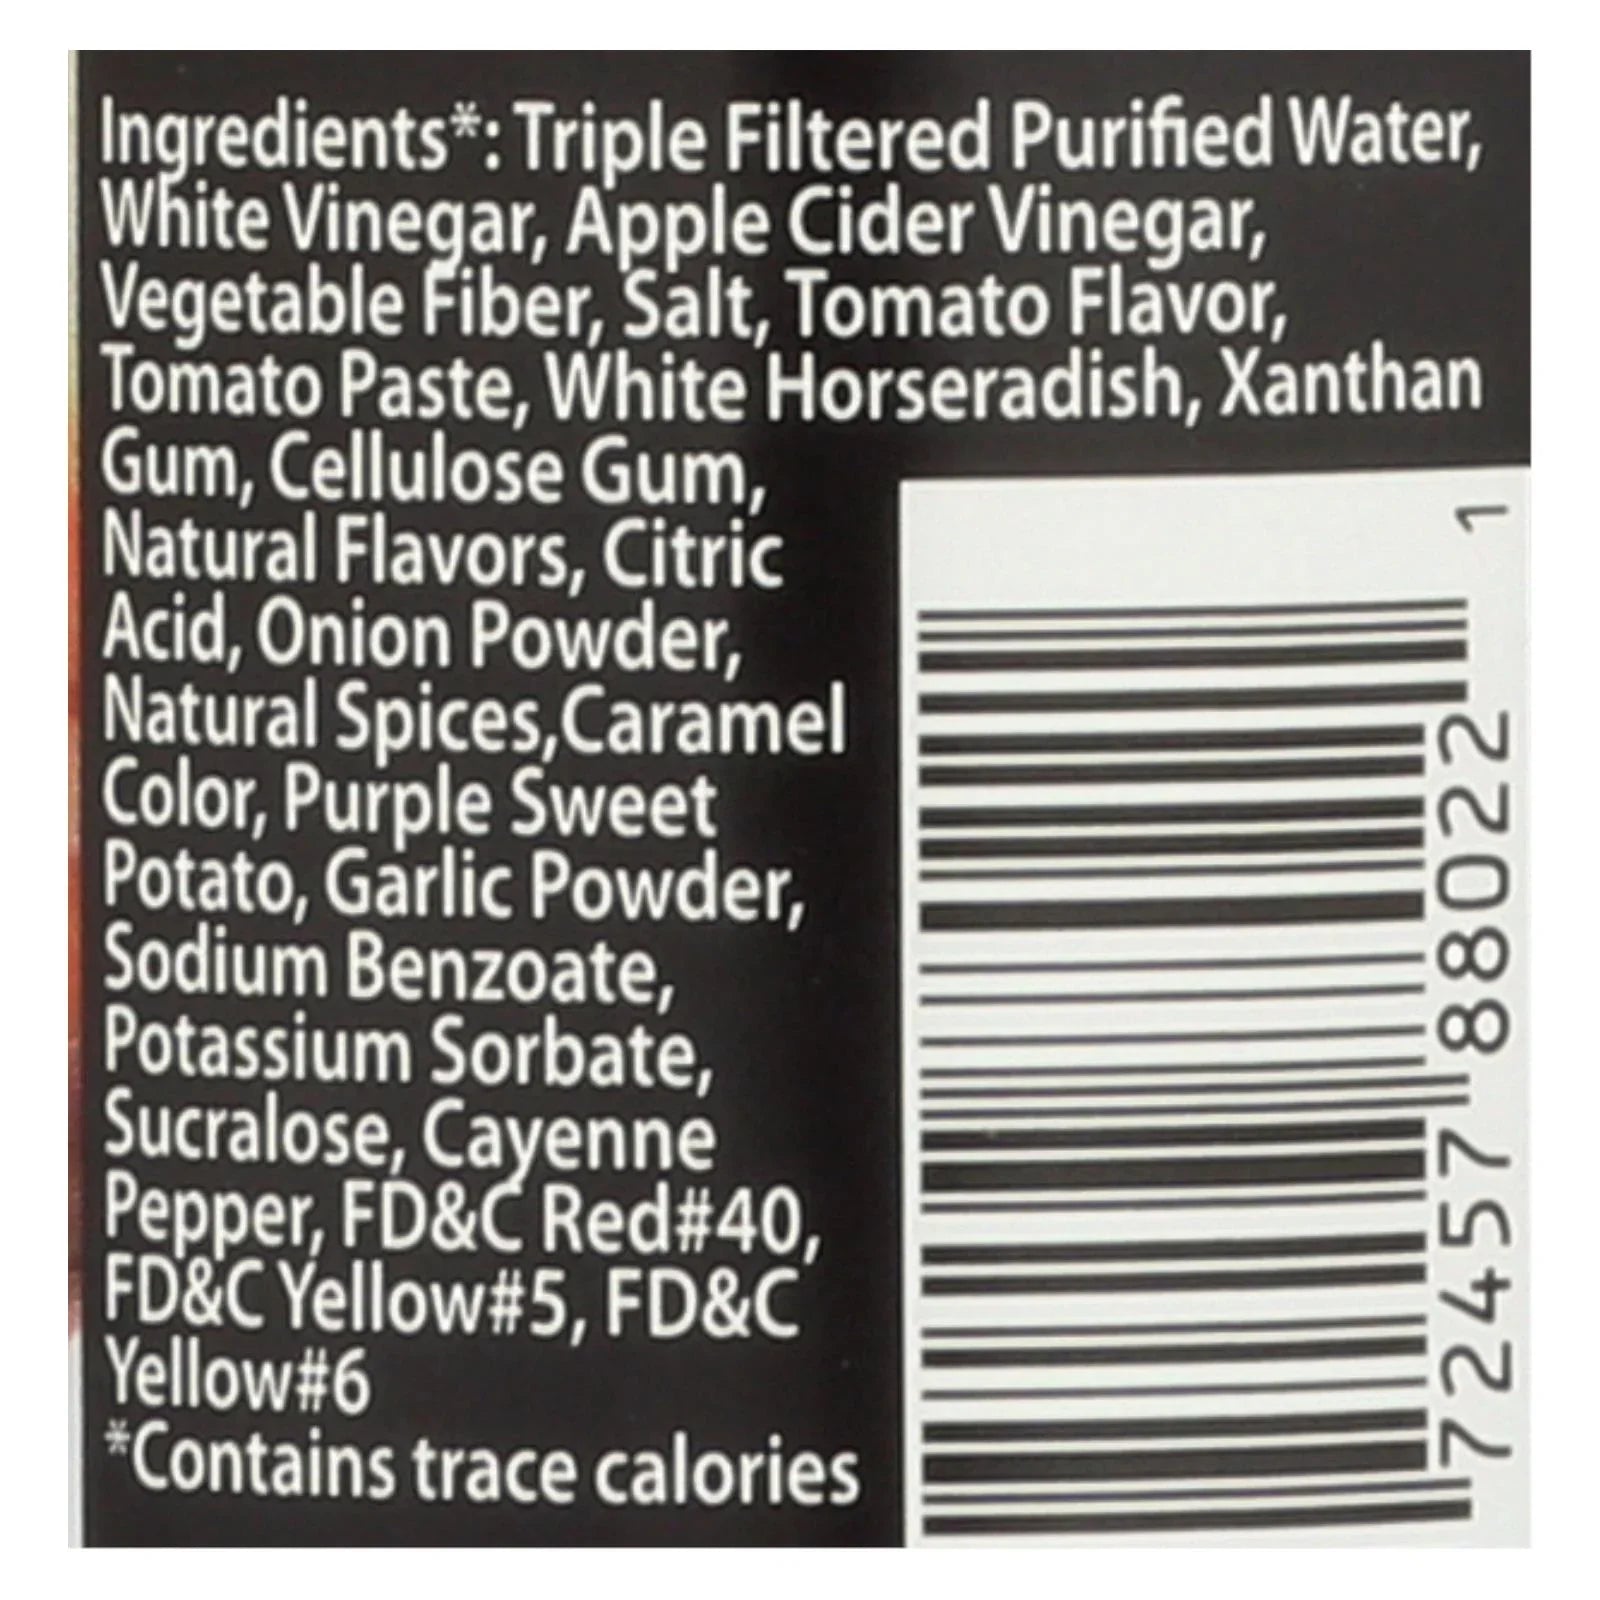 Ingredients*: Triple Filtered Purified Water,
White Vinegar, Apple Cider Vinegar,
Vegetable Fiber, Salt, Tomato Flavor,
Tomato Paste, White Horseradish, Xanthan
Gum, Cellulose Gum,
Natural Flavors, Citric
Acid, Onion Powder,
Natural Spices,Caramel
Color, Purple Sweet
Potato, Garlic Powder,
Sodium Benzoate,
Potassium Sorbate,
Sucralose, Cayenne
Pepper, FD&C Red#40,
FD&C Yellow#5, FD&C
Yellow#6
*Contains trace calories
72457 88022 1